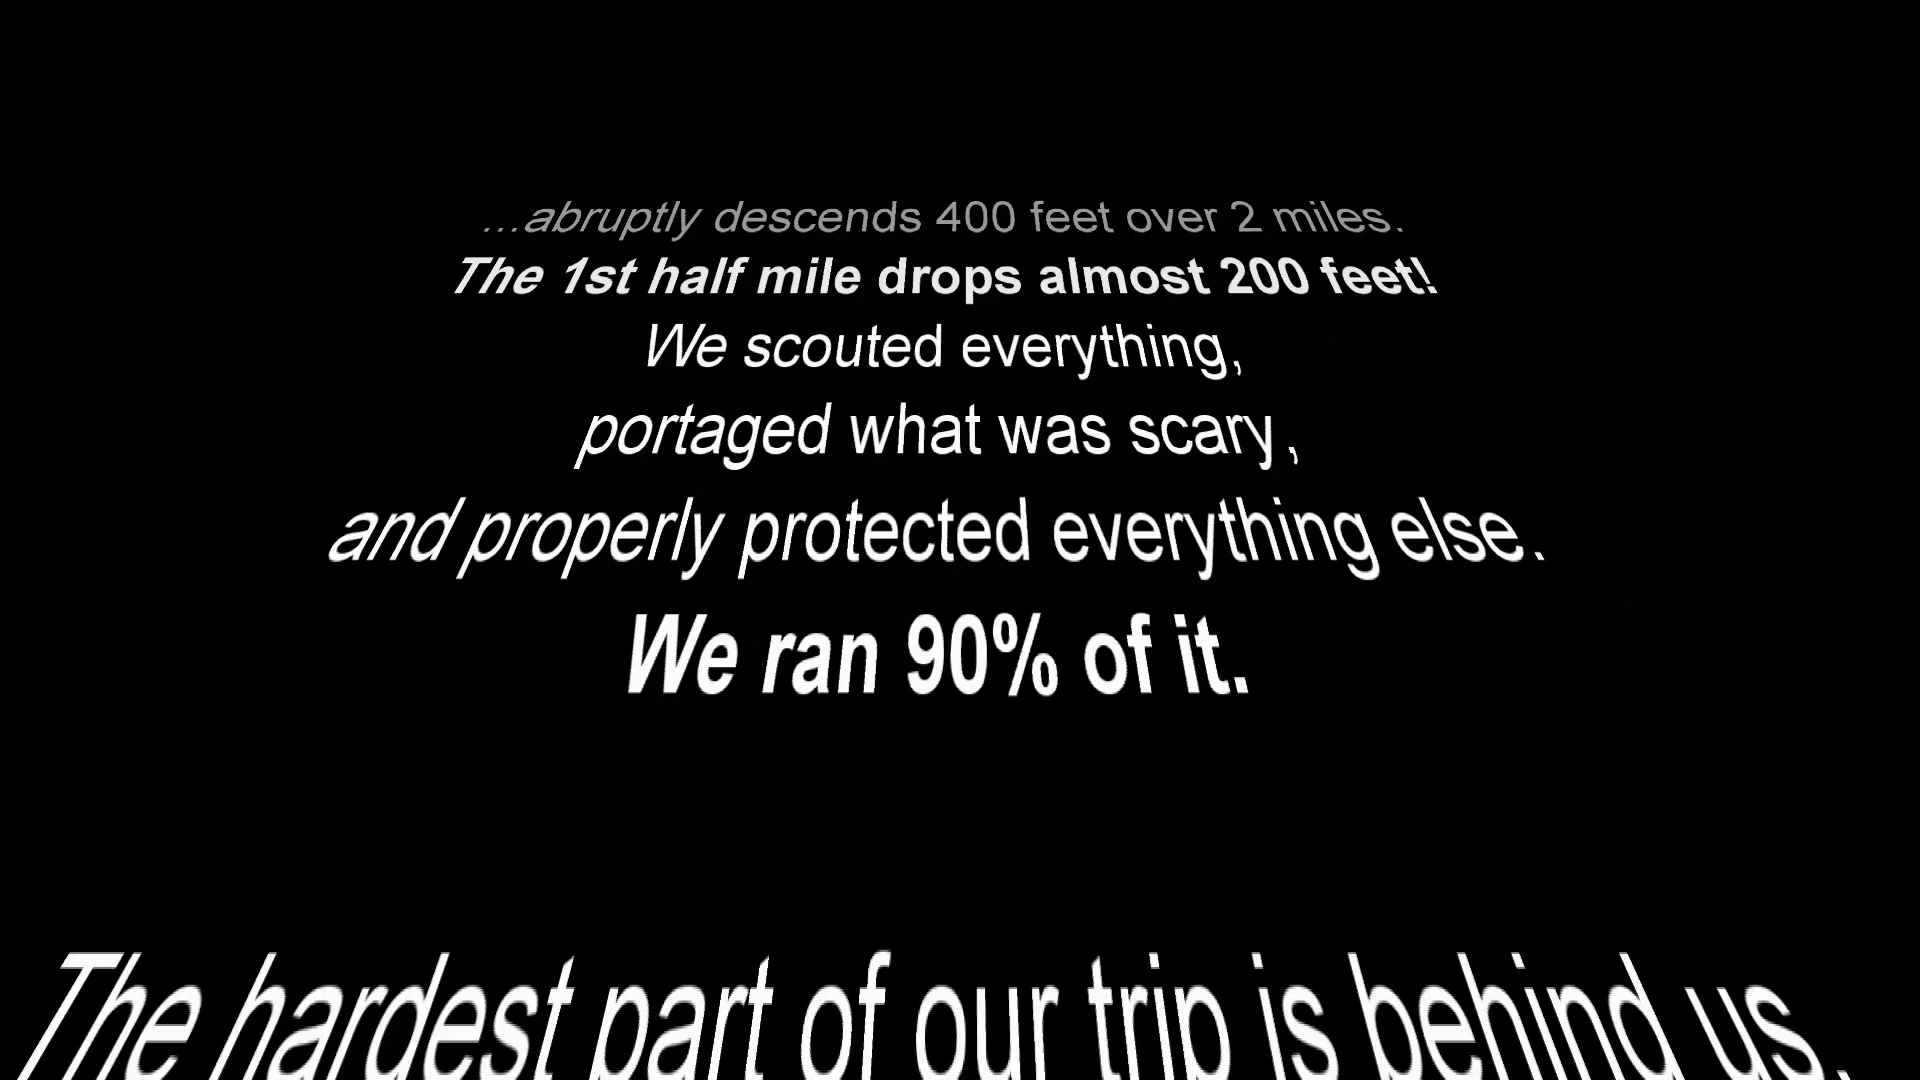 ...abruptly descends 400 feet over 2 miles.
The 1st half mile drops almost 200 feet!
We scouted everything,
portaged what was scary,
and properly protected everything else.
We ran 90% of it.
The hardest part of our trip is behind us.